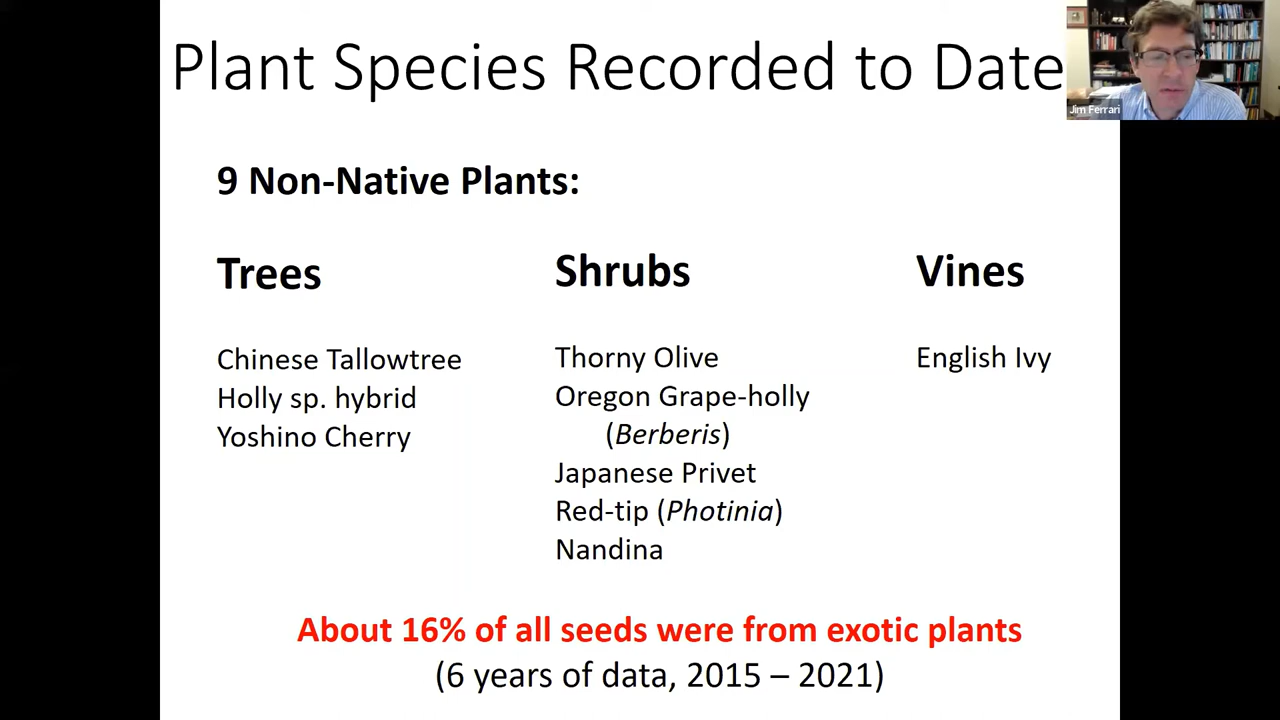 Plant Species Recorded to Date
Jim Ferrari
9 Non-Native Plants:
Trees
Chinese Tallowtree
Holly sp. hybrid
Yoshino Cherry
Shrubs
Thorny Olive
Oregon Grape-holly
(Berberis)
Japanese Privet
Red-tip (Photinia)
Nandina
Vines
English Ivy
About 16% of all seeds were from exotic plants
(6 years of data, 2015 – 2021)